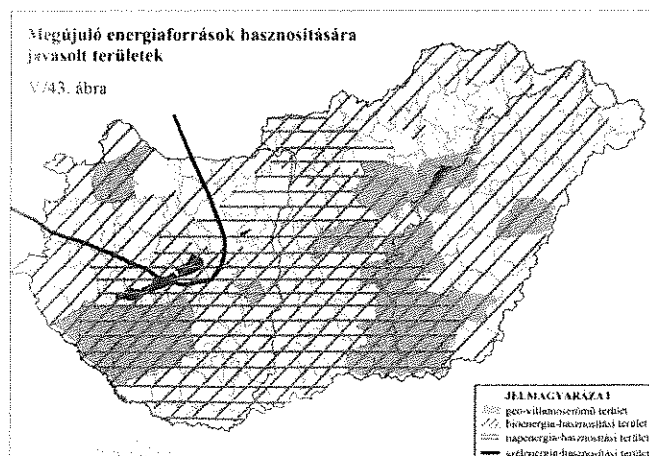 Megújuló energiaforrások hasznosítására
javasolt területek
V/43. ábra
JELMAGYARÁZAT
geo-villamoserőmű terület
bioenergia-hasznosítási terület
napenergia-hasznosítási terület
szélenergia-hasznosítási terület